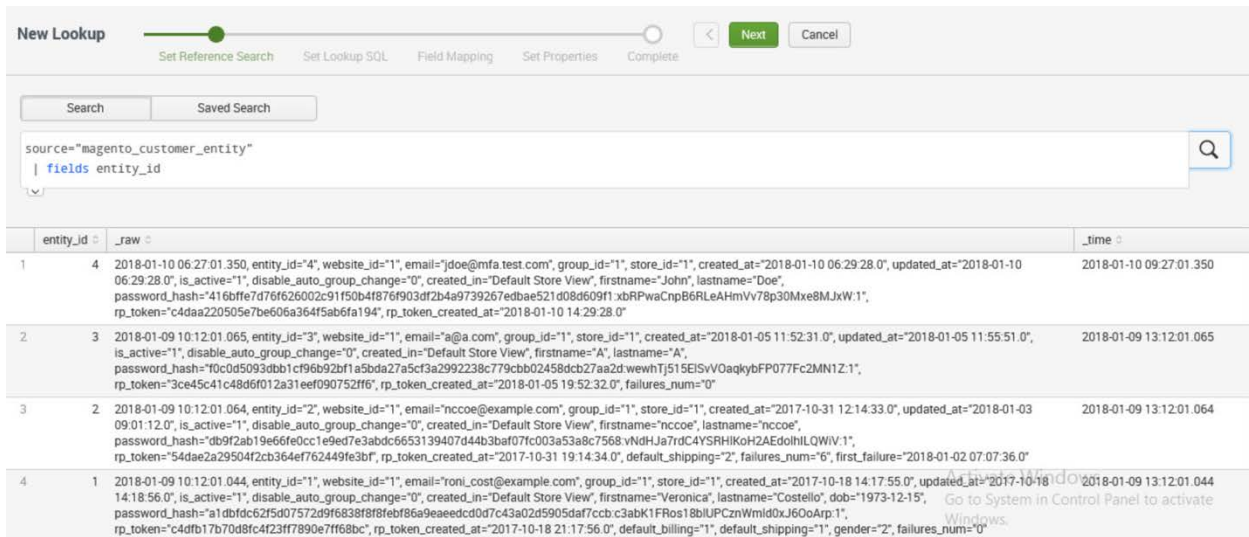 New Lookup
Set Reference Search Set Lookup SQL Field Mapping Set Properties Complete
Next Cancel
Search Saved Search
source="magento_customer_entity"
| fields entity_id
entity_id _raw _time
1 4 2018-01-10 06:27:01.350, entity_id="4", website_id="1", email="jdoe@mfa.test.com", group_id="1", store_id="1", created_at="2018-01-10 06:29:28.0", updated_at="2018-01-10 2018-01-10 09:27:01.350
06:29:28.0", is_active="1", disable_auto_group_change="0", created_in="Default Store View", firstname="John", lastname="Doe",
password_hash="416bffe7d76f626002c91f50b4f876f903df2b4a9739267edbae521d08d609f1:xbRPwaCnpB6RLeAHmVv78p30Mxe8MJxW:1",
rp_token="c4daa220505e7be606a364f5ab6fa194", rp_token_created_at="2018-01-10 14:29:28.0"
2 3 2018-01-09 10:12:01.065, entity_id="3", website_id="1", email="a@a.com", group_id="1", store_id="1", created_at="2018-01-05 11:52:31.0", updated_at="2018-01-05 11:55:51.0", 2018-01-09 13:12:01.065
is_active="1", disable_auto_group_change="0", created_in="Default Store View", firstname="A", lastname="A",
password_hash="f0c0d5093dbb1cf96b92bf1a5bda27a5cf3a2992238c779cbb02458dcb27aa2d:wewhTj515ElSvVOaqkybFP077Fc2MN1Z:1",
rp_token="3ce45c41c48d6f012a31eef090752ff6", rp_token_created_at="2018-01-05 19:52:32.0", failures_num="0"
3 2 2018-01-09 10:12:01.064, entity_id="2", website_id="1", email="nccoe@example.com", group_id="1", store_id="1", created_at="2017-10-31 12:14:33.0", updated_at="2018-01-03 2018-01-09 13:12:01.064
09:01:12.0", is_active="1", disable_auto_group_change="0", created_in="Default Store View", firstname="nccoe", lastname="nccoe",
password_hash="db9f2ab19e66fe0cc1e9ed7e3abdc6653139407d44b3baf07fc003a53a8c7568:vNdHJa7rdC4YSRHIKoH2AEdolhILQWiV:1",
rp_token="54dae2a29504f2cb364ef762449fe3bf", rp_token_created_at="2017-10-31 19:14:34.0", default_shipping="2", failures_num="6", first_failure="2018-01-02 07:07:36.0"
4 1 2018-01-09 10:12:01.044, entity_id="1", website_id="1", email="roni_cost@example.com", group_id="1", store_id="1", created_at="2017-10-18 14:17:55.0", updated_at="2017-10-18 2018-01-09 13:12:01.044
14:18:56.0", is_active="1", disable_auto_group_change="0", created_in="Default Store View", firstname="Veronica", lastname="Costello", dob="1973-12-15",
password_hash="a1dbfdc62f5d07572d9f6838f8f8febf86a9eaeedcd0d7c43a02d5905daf7ccb:c3abK1FRos18blUPCznWmld0xJ6OoArp:1",
rp_token="c4dfb17b70d8fc4f23ff7890e7ff68bc", rp_token_created_at="2017-10-18 21:17:56.0", default_billing="1", default_shipping="1", gender="2", failures_num="0"
Activate Windows
Go to System in Control Panel to activate
Windows.